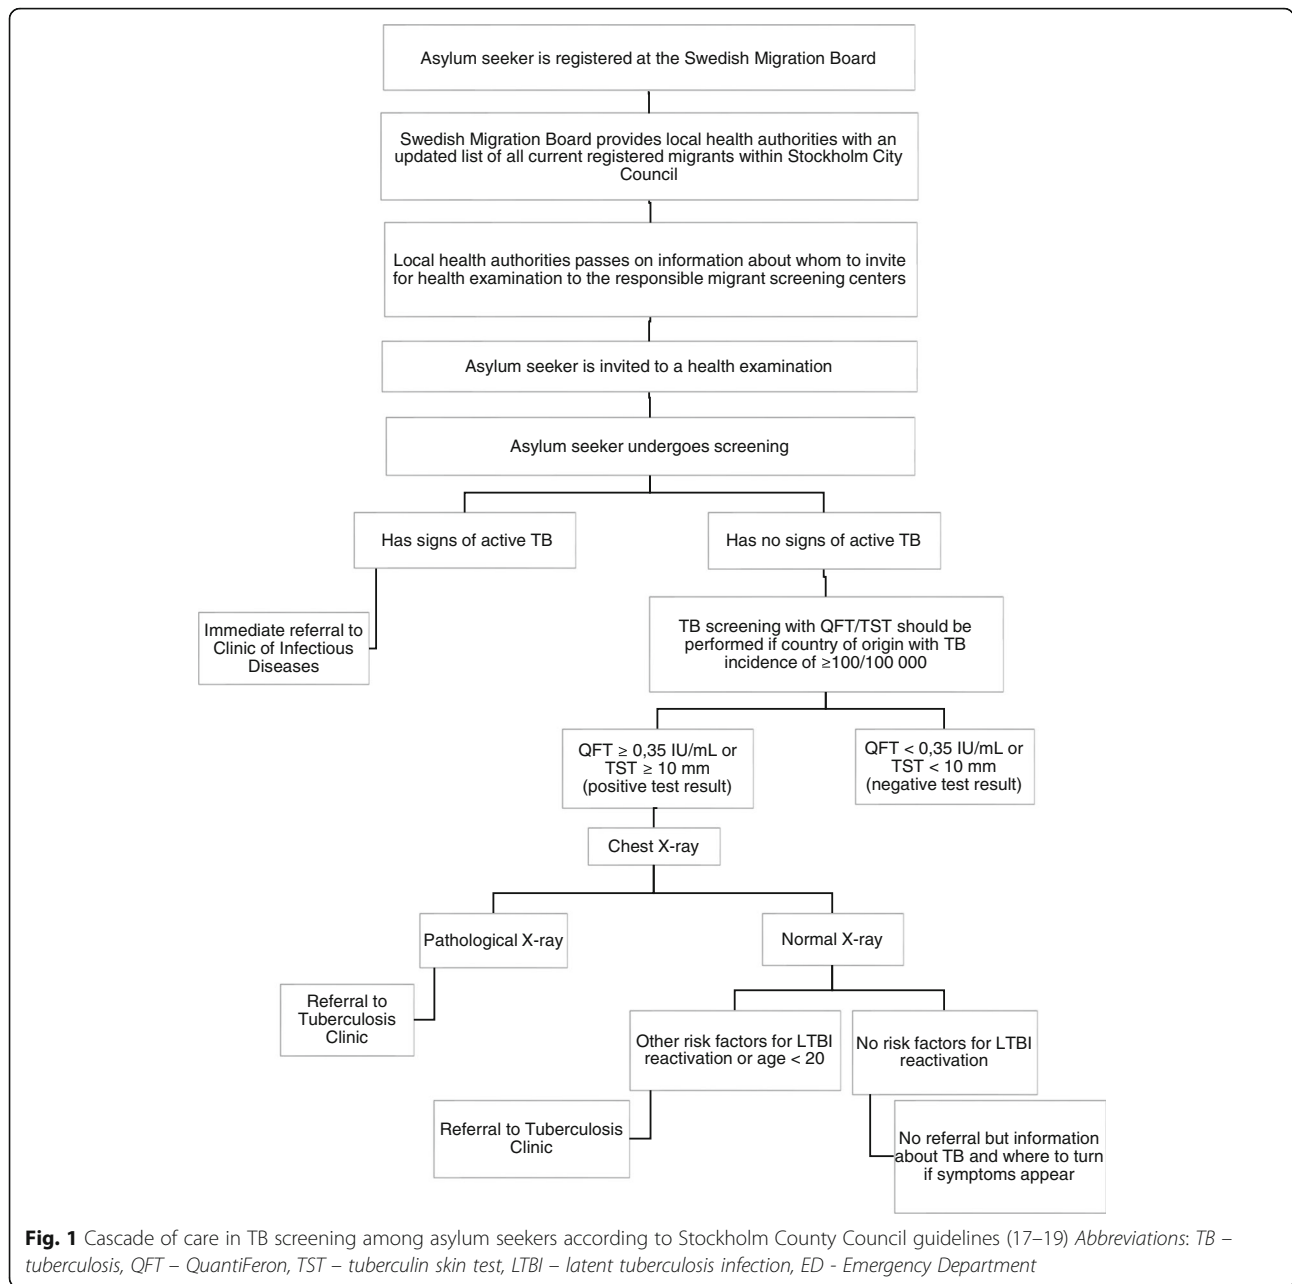 Asylum seeker is registered at the Swedish Migration Board
Swedish Migration Board provides local health authorities with an
updated list of all current registered migrants within Stockholm City
Council
Local health authorities passes on information about whom to invite
for health examination to the responsible migrant screening centers
Asylum seeker is invited to a health examination
Asylum seeker undergoes screening
Has signs of active TB
Has no signs of active TB
Immediate referral to
Clinic of Infectious
Diseases
TB screening with QFT/TST should be
performed if country of origin with TB
incidence of ≥100/100 000
QFT ≥ 0,35 IU/mL or
TST ≥ 10 mm
(positive test result)
QFT < 0,35 IU/mL or
TST < 10 mm
(negative test result)
Chest X-ray
Pathological X-ray
Normal X-ray
Referral to
Tuberculosis
Clinic
Other risk factors for LTBI
reactivation or age < 20
No risk factors for LTBI
reactivation
Referral to Tuberculosis
Clinic
No referral but information
about TB and where to turn
if symptoms appear
Fig. 1 Cascade of care in TB screening among asylum seekers according to Stockholm County Council guidelines (17–19) Abbreviations: TB –
tuberculosis, QFT – QuantiFeron, TST – tuberculin skin test, LTBI – latent tuberculosis infection, ED - Emergency Department